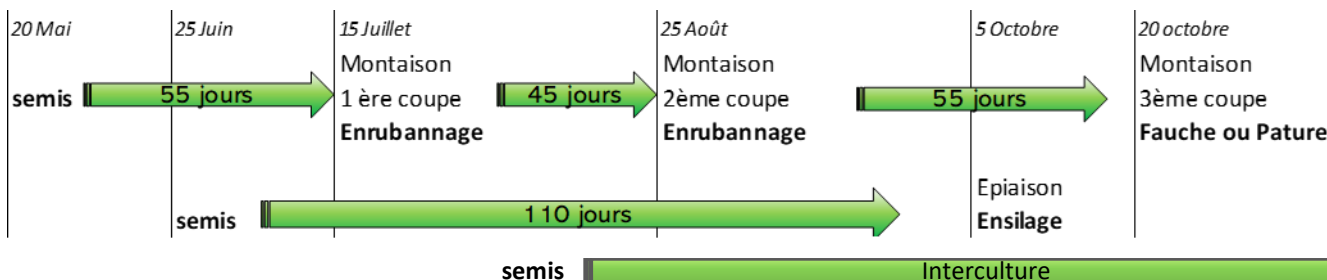 20 Mai 25 Juin 15 Juillet 25 Août 5 Octobre 20 octobre
Montaison Montaison Montaison
semis 55 jours 1 ère coupe 45 jours 2ème coupe 55 jours 3ème coupe
Enrubannage Enrubannage Fauche ou Pature
Epiaison
semis 110 jours Ensilage
semis Interculture